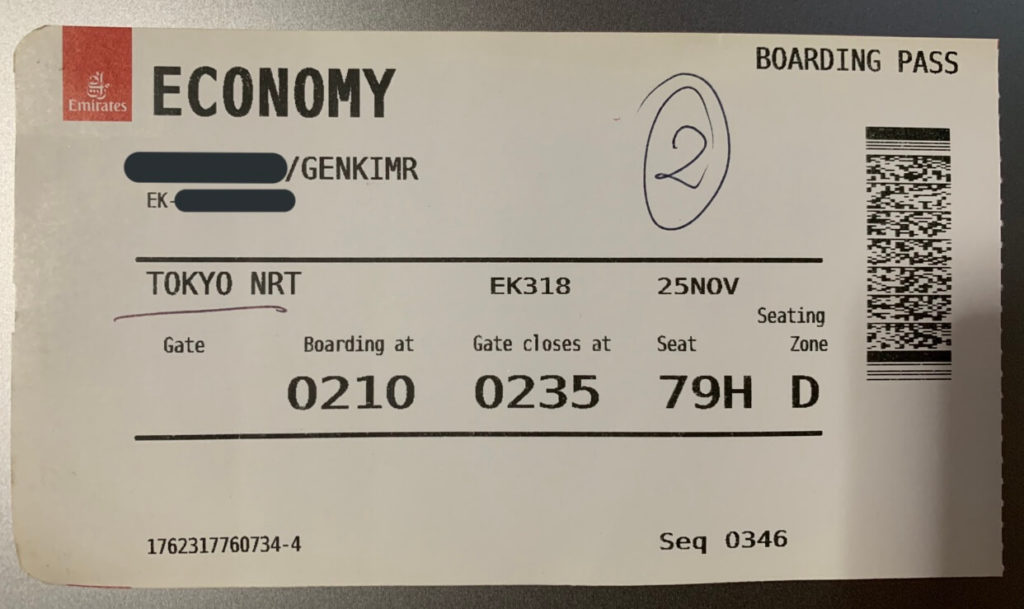 BOARDING PASS
Emirates
ECONOMY
2
/GENKIMR
EK-
TOKYO NRT EK318 25NOV
Gate Boarding at Gate closes at Seat Seating Zone
0210 0235 79H D
1762317760734-4 Seq 0346